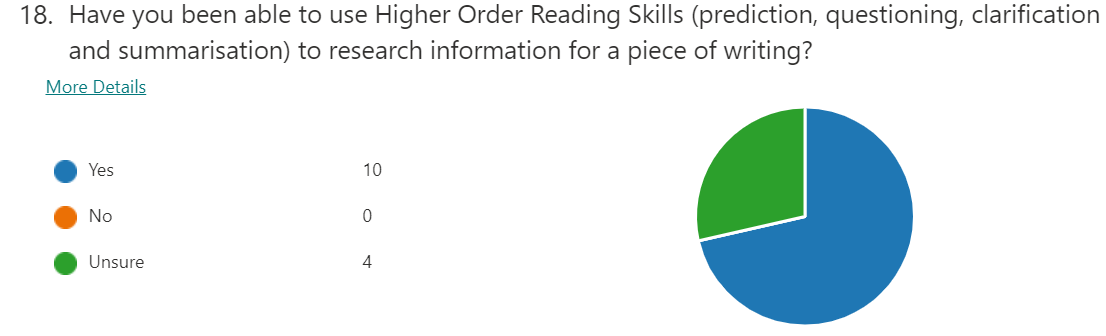 18. Have you been able to use Higher Order Reading Skills (prediction, questioning, clarification
and summarisation) to research information for a piece of writing?
More Details
Yes 10
No 0
Unsure 4